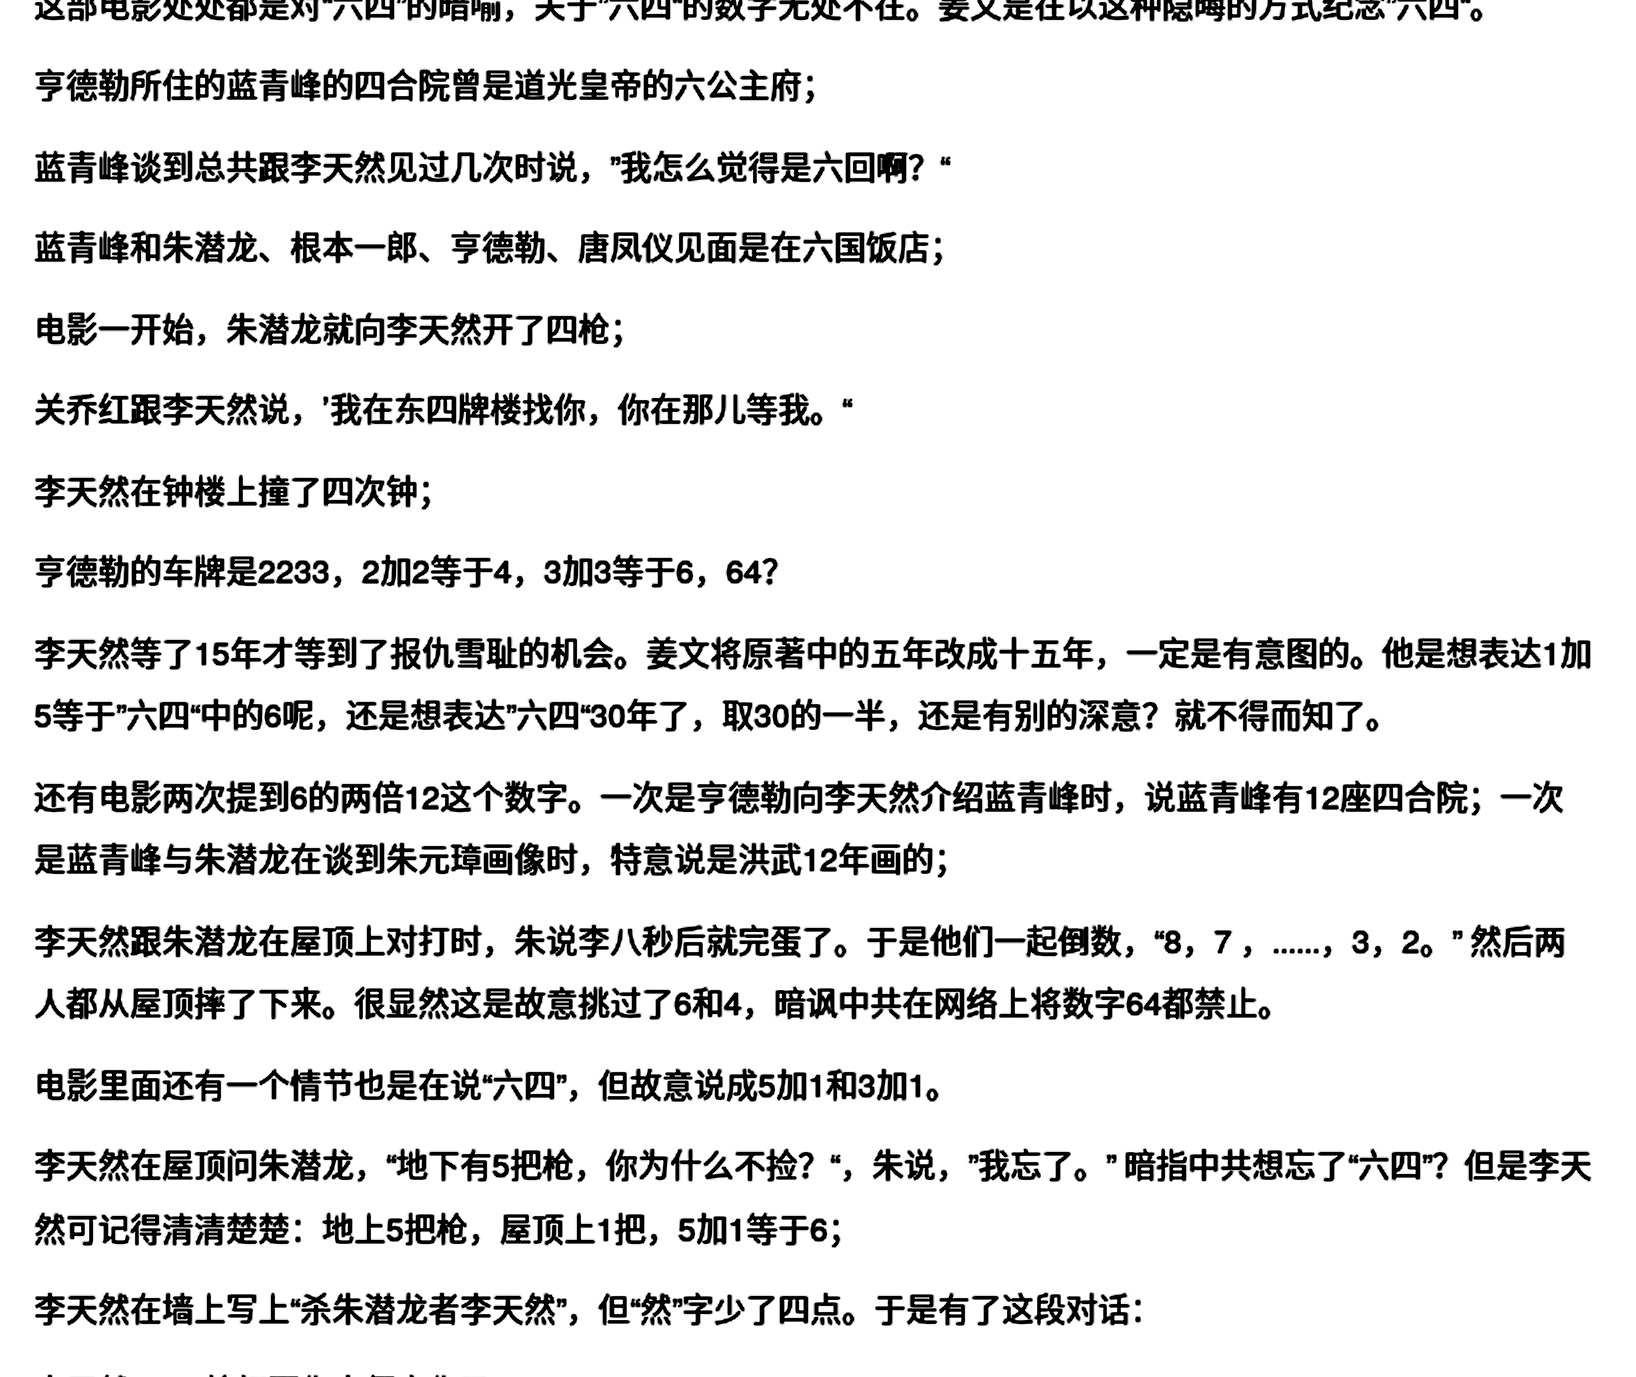 这部电影处处都是对“六四”的暗喻，关于”六四“的数字无处不在。姜文是在以这种隐晦的方式纪念”六四“。
亨德勒所住的蓝青峰的四合院曾是道光皇帝的六公主府；
蓝青峰谈到总共跟李天然见过几次时说，”我怎么觉得是六回啊？“
蓝青峰和朱潜龙、根本一郎、亨德勒、唐凤仪见面是在六国饭店；
电影一开始，朱潜龙就向李天然开了四枪；
关乔红跟李天然说，’我在东四牌楼找你，你在那儿等我。“
李天然在钟楼上撞了四次钟；
亨德勒的车牌是2233，2加2等于4，3加3等于6，64？
李天然等了15年才等到了报仇雪耻的机会。姜文将原著中的五年改成十五年，一定是有意图的。他是想表达1加
5等于”六四“中的6呢，还是想表达”六四“30年了，取30的一半，还是有别的深意？就不得而知了。
还有电影两次提到6的两倍12这个数字。一次是亨德勒向李天然介绍蓝青峰时，说蓝青峰有12座四合院；一次
是蓝青峰与朱潜龙在谈到朱元璋画像时，特意说是洪武12年画的；
李天然跟朱潜龙在屋顶上对打时，朱说李八秒后就完蛋了。于是他们一起倒数，“8，7 ，......，3，2。” 然后两
人都从屋顶摔了下来。很显然这是故意挑过了6和4，暗讽中共在网络上将数字64都禁止。
电影里面还有一个情节也是在说“六四”，但故意说成5加1和3加1。
李天然在屋顶问朱潜龙，“地下有5把枪，你为什么不捡？“，朱说，”我忘了。” 暗指中共想忘了“六四”？但是李天
然可记得清清楚楚：地上5把枪，屋顶上1把，5加1等于6；
李天然在墙上写上“杀朱潜龙者李天然”，但“然”字少了四点。于是有了这段对话：